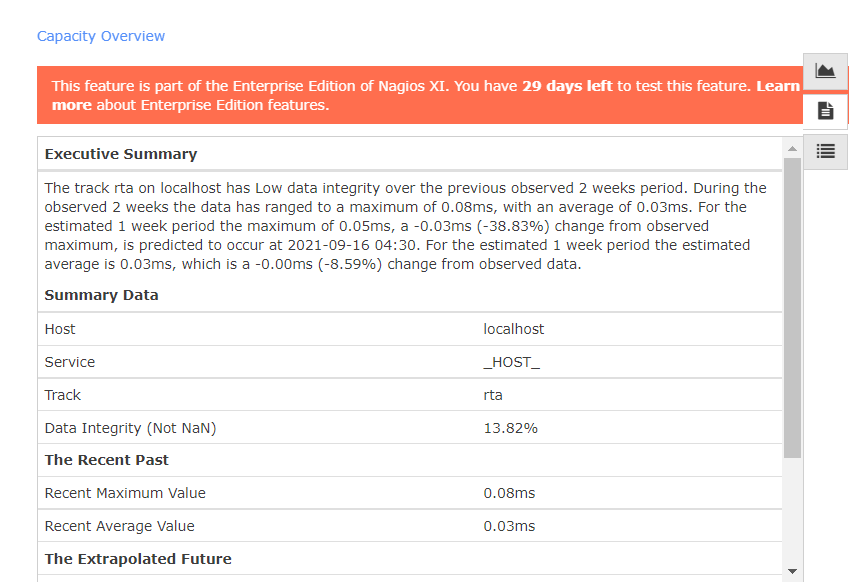 Capacity Overview
This feature is part of the Enterprise Edition of Nagios XI. You have 29 days left to test this feature. Learn
more about Enterprise Edition features.
Executive Summary
The track rta on localhost has Low data integrity over the previous observed 2 weeks period. During the
observed 2 weeks the data has ranged to a maximum of 0.08ms, with an average of 0.03ms. For the
estimated 1 week period the maximum of 0.05ms, a -0.03ms (-38.83%) change from observed
maximum, is predicted to occur at 2021-09-16 04:30. For the estimated 1 week period the estimated
average is 0.03ms, which is a -0.00ms (-8.59%) change from observed data.
Summary Data
Host localhost
Service _HOST_
Track rta
Data Integrity (Not NaN) 13.82%
The Recent Past
Recent Maximum Value 0.08ms
Recent Average Value 0.03ms
The Extrapolated Future